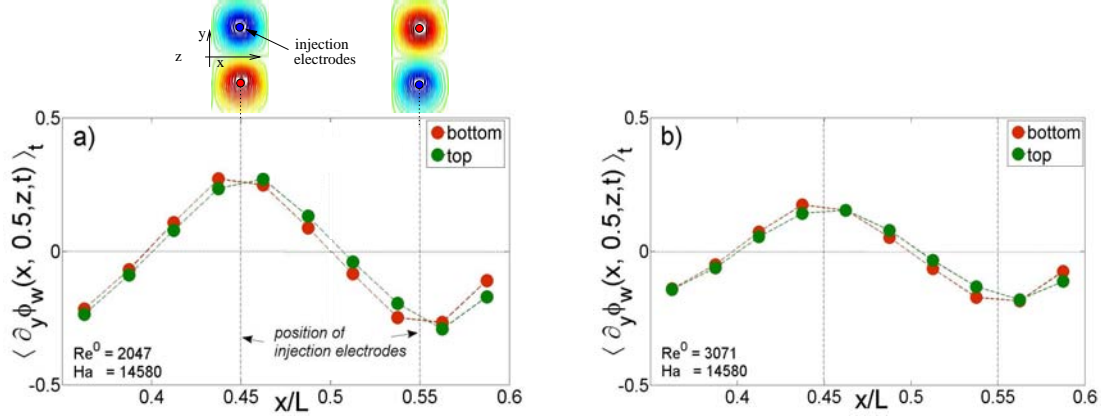 y
z
x
injection
electrodes
a)
bottom
top
0.5
0
-0.5
⟨ ∂yϕw(x, 0.5,z,t) ⟩t
position of
injection electrodes
Re⁰ = 2047
Ha = 14580
0.4 0.45 0.5 0.55 0.6
x/L
b)
bottom
top
0.5
0
-0.5
⟨ ∂yϕw(x, 0.5,z,t) ⟩t
Re⁰ = 3071
Ha = 14580
0.4 0.45 0.5 0.55 0.6
x/L